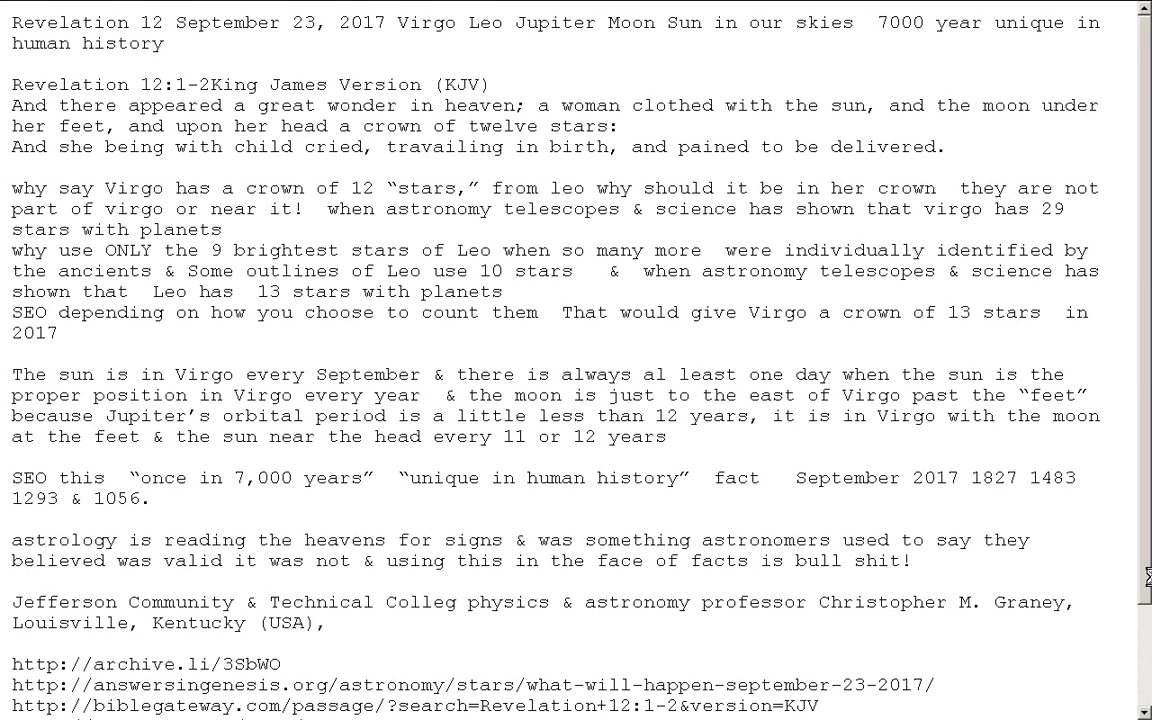 Revelation 12 September 23, 2017 Virgo Leo Jupiter Moon Sun in our skies  7000 year unique in
human history
Revelation 12:1-2King James Version (KJV)
And there appeared a great wonder in heaven; a woman clothed with the sun, and the moon under
her feet, and upon her head a crown of twelve stars:
And she being with child cried, travailing in birth, and pained to be delivered.
why say Virgo has a crown of 12 “stars,” from leo why should it be in her crown  they are not
part of virgo or near it!  when astronomy telescopes & science has shown that virgo has 29
stars with planets
why use ONLY the 9 brightest stars of Leo when so many more  were individually identified by
the ancients & Some outlines of Leo use 10 stars   &  when astronomy telescopes & science has
shown that  Leo has  13 stars with planets
SEO depending on how you choose to count them  That would give Virgo a crown of 13 stars  in
2017
The sun is in Virgo every September & there is always al least one day when the sun is the
proper position in Virgo every year  & the moon is just to the east of Virgo past the “feet”
because Jupiter’s orbital period is a little less than 12 years, it is in Virgo with the moon
at the feet & the sun near the head every 11 or 12 years
SEO this  “once in 7,000 years”  “unique in human history”  fact   September 2017 1827 1483
1293 & 1056.
astrology is reading the heavens for signs & was something astronomers used to say they
believed was valid it was not & using this in the face of facts is bull shit!
Jefferson Community & Technical Colleg physics & astronomy professor Christopher M. Graney,
Louisville, Kentucky (USA),
http://archive.li/3SbWO
http://answersingenesis.org/astronomy/stars/what-will-happen-september-23-2017/
http://biblegateway.com/passage/?search=Revelation+12:1-2&version=KJV